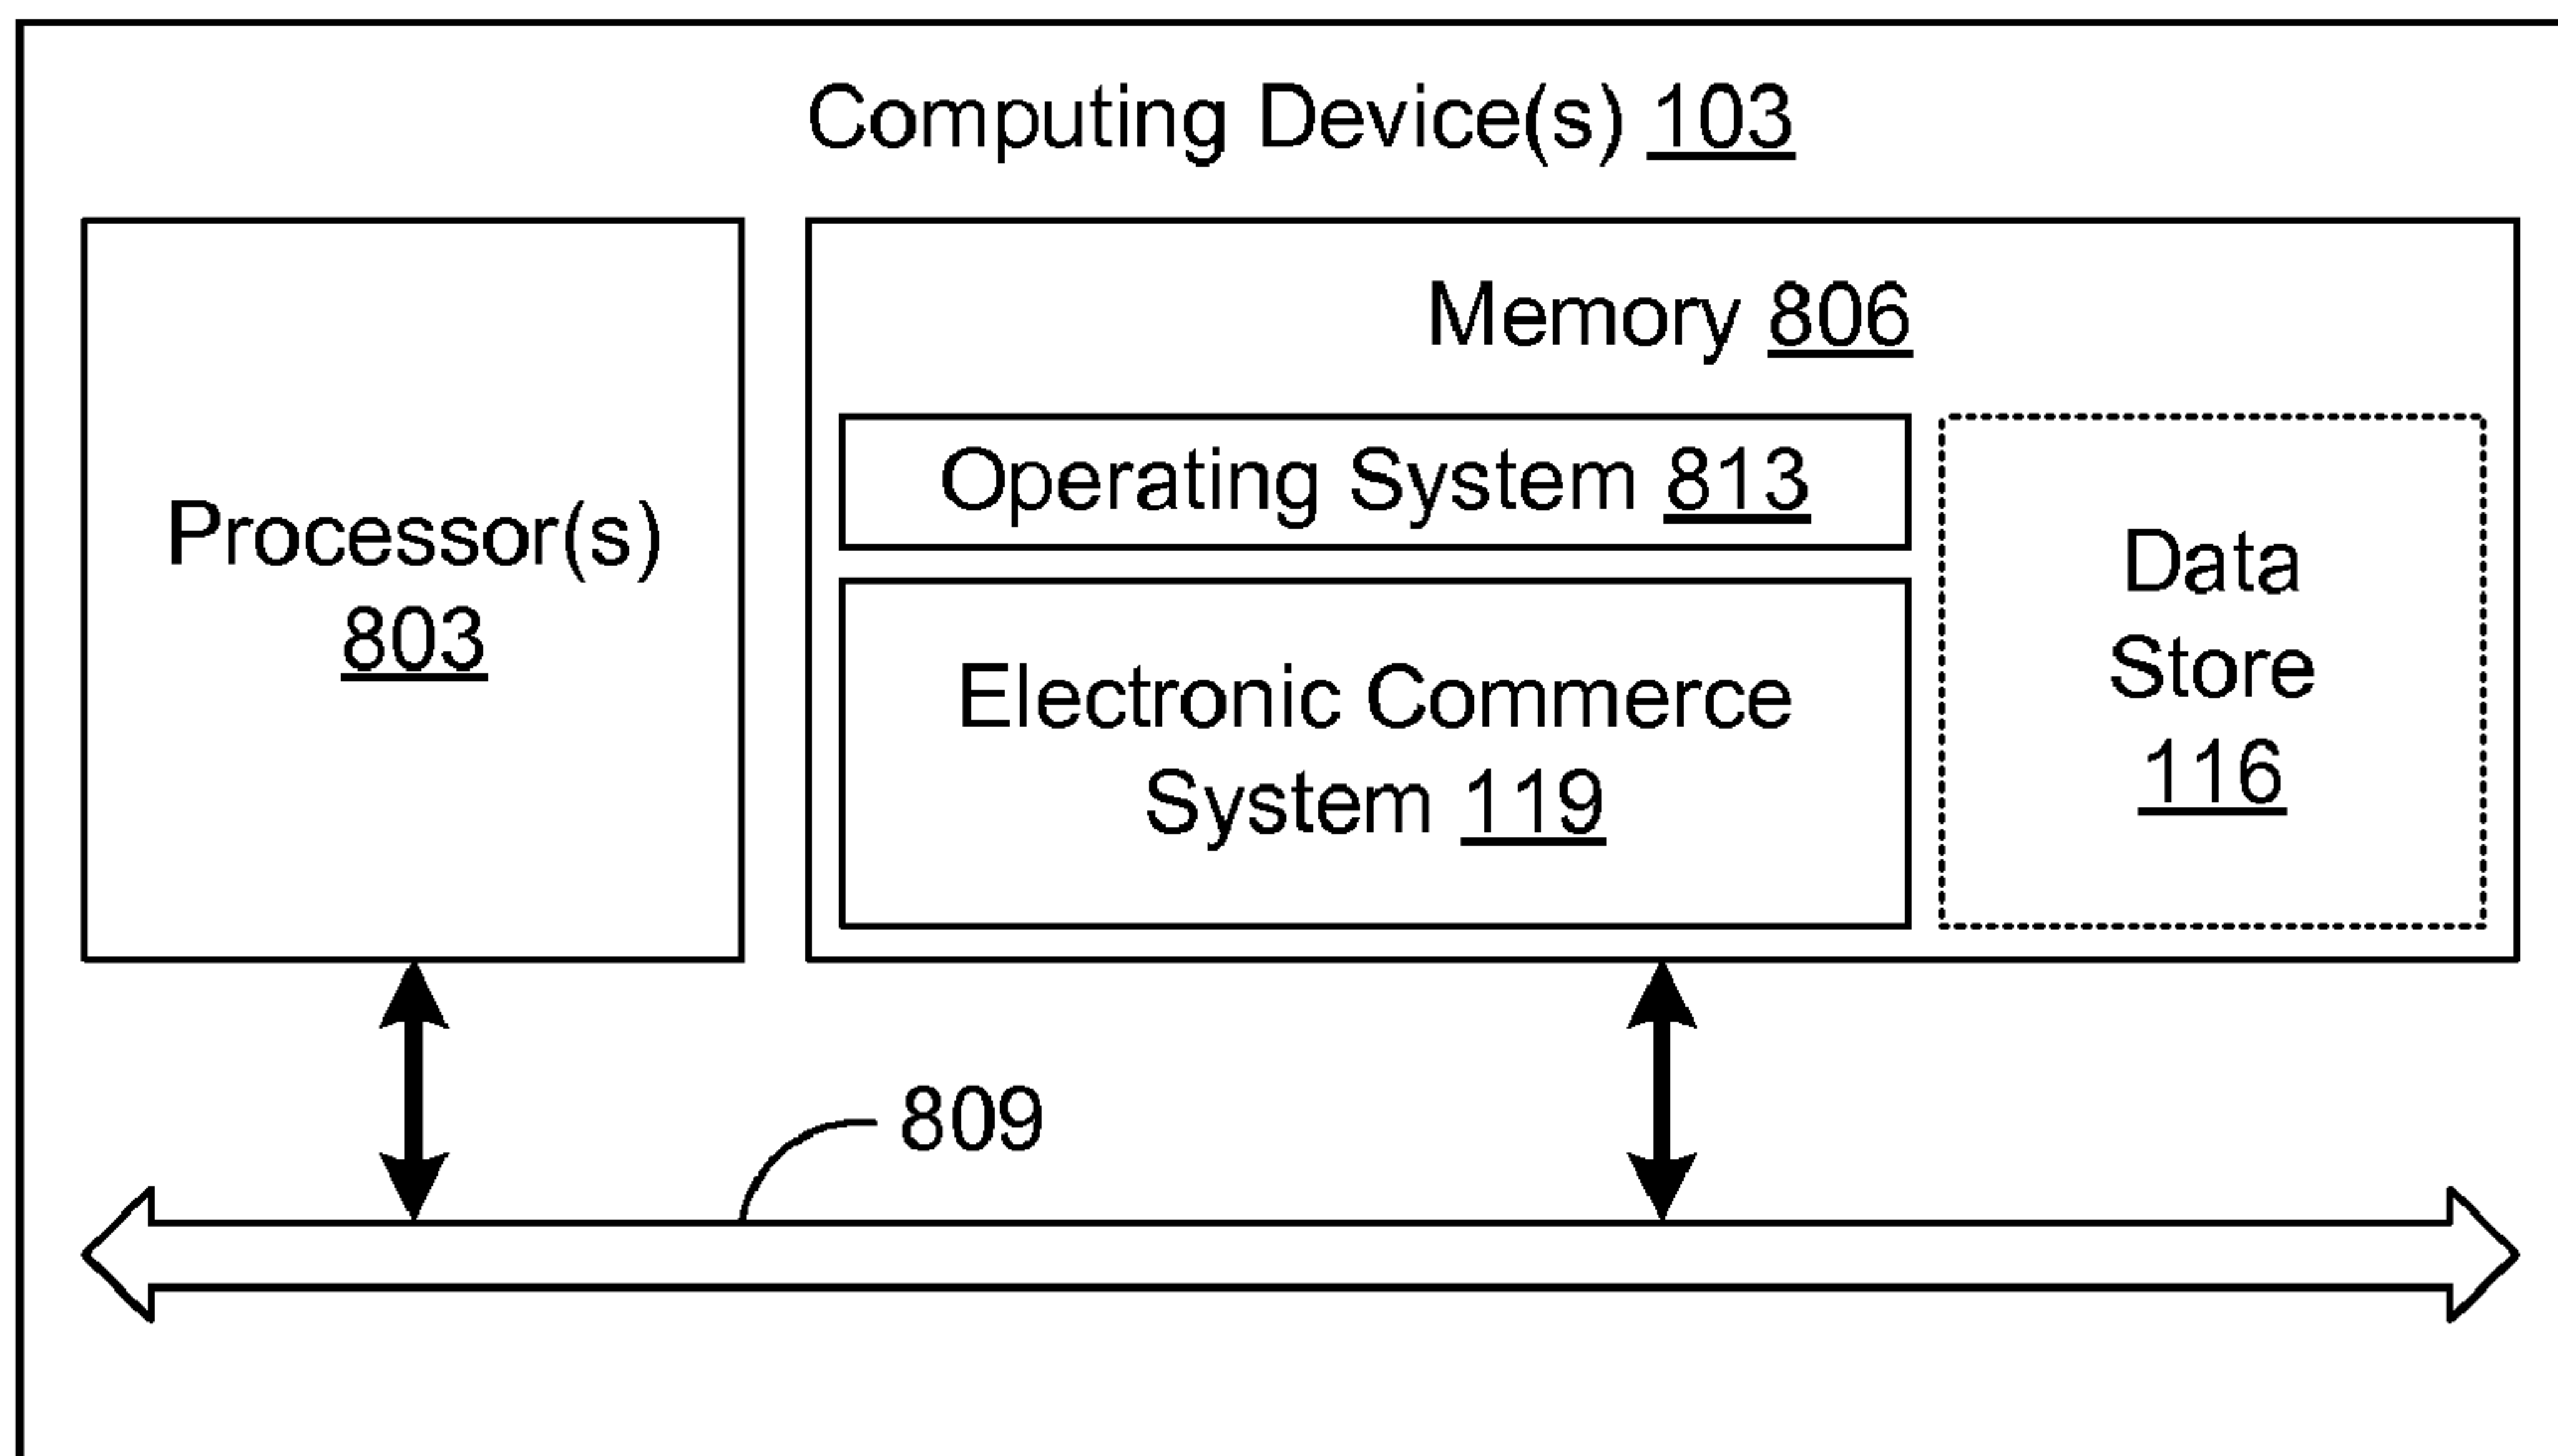 Computing Device(s) 103
Processor(s)
803
Memory 806
Operating System 813
Electronic Commerce
System 119
Data
Store
116
809